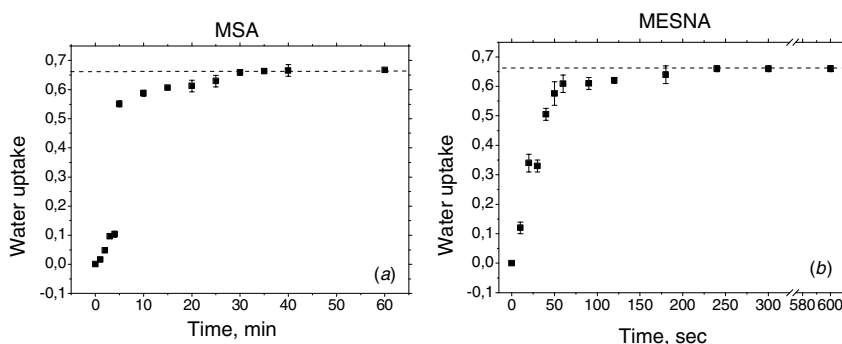 MSA
0,7
0,6
0,5
0,4
0,3
0,2
0,1
0,0
-0,1
Water uptake
0 10 20 30 40 50 60
Time, min
(a)
MESNA
0,7
0,6
0,5
0,4
0,3
0,2
0,1
0,0
-0,1
Water uptake
0 50 100 150 200 250 300 580 600
Time, sec
(b)